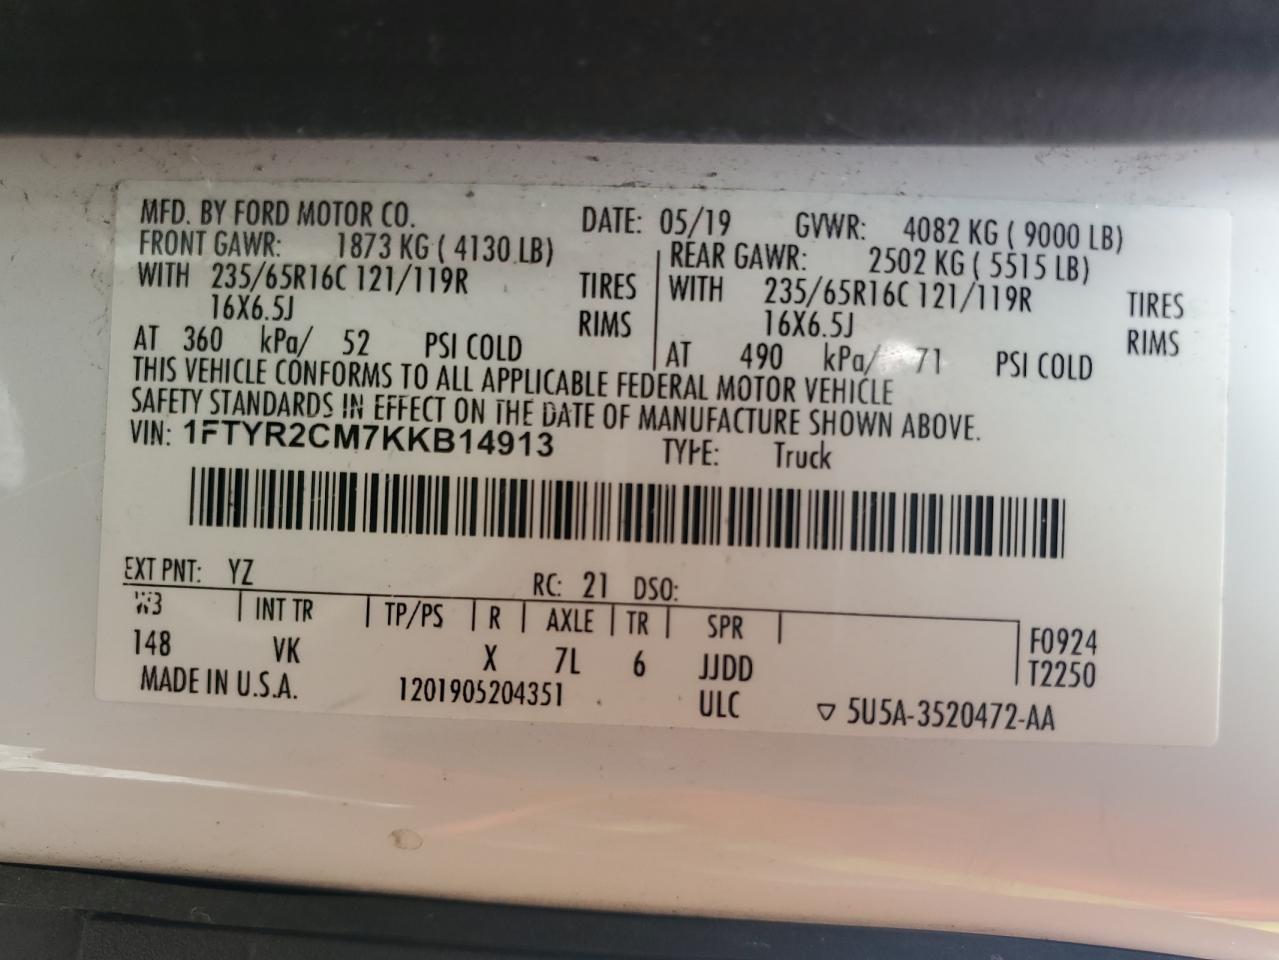 MFD. BY FORD MOTOR CO. DATE: 05/19 GVWR: 4082 KG ( 9000 LB)
FRONT GAWR: 1873 KG ( 4130 LB) REAR GAWR: 2502 KG ( 5515 LB)
WITH 235/65R16C 121/119R TIRES WITH 235/65R16C 121/119R TIRES
16X6.5J RIMS 16X6.5J RIMS
AT 360 kPa/ 52 PSI COLD AT 490 kPa/ 71 PSI COLD
THIS VEHICLE CONFORMS TO ALL APPLICABLE FEDERAL MOTOR VEHICLE
SAFETY STANDARDS IN EFFECT ON THE DATE OF MANUFACTURE SHOWN ABOVE.
VIN: 1FTYR2CM7KKB14913 TYPE: Truck
EXT PNT: YZ RC: 21 DSO:
WB INT TR TP/PS R AXLE TR SPR F0924
148 VK X 7L 6 JJDD T2250
MADE IN U.S.A. 1201905204351 ULC ▽ 5U5A-3520472-AA